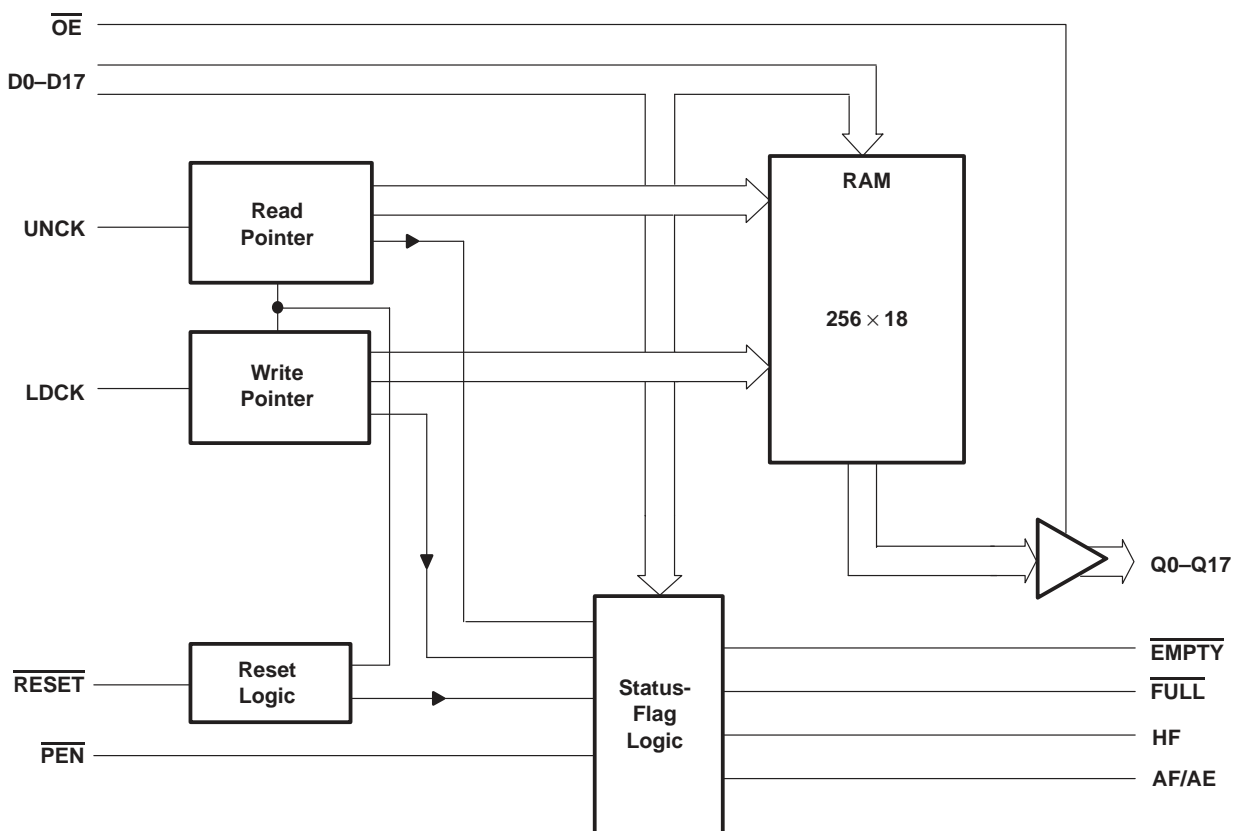 OE
D0–D17
RAM
Read
Pointer
UNCK
256 × 18
Write
Pointer
LDCK
Q0–Q17
EMPTY
Reset
Logic
RESET
Status-
Flag
Logic
FULL
HF
PEN
AF/AE